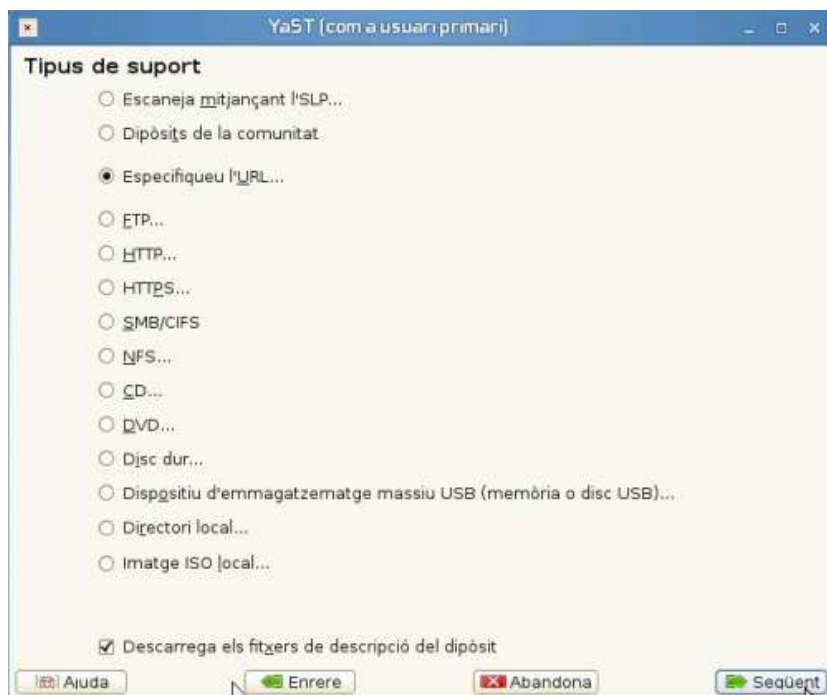 YaST (com a usuari primari)
Tipus de suport
Escaneja mitjançant l'SLP...
Dipòsits de la comunitat
Especifiqueu l'URL...
FTP...
HTTP...
HTTPS...
SMB/CIFS
NFS...
CD...
DVD...
Disc dur...
Dispositiu d'emmagatzematge massiu USB (memòria o disc USB)...
Directori local...
Imatge ISO local...
Descarrega els fitxers de descripció del dipòsit
Ajuda Enrere Abandona Següent